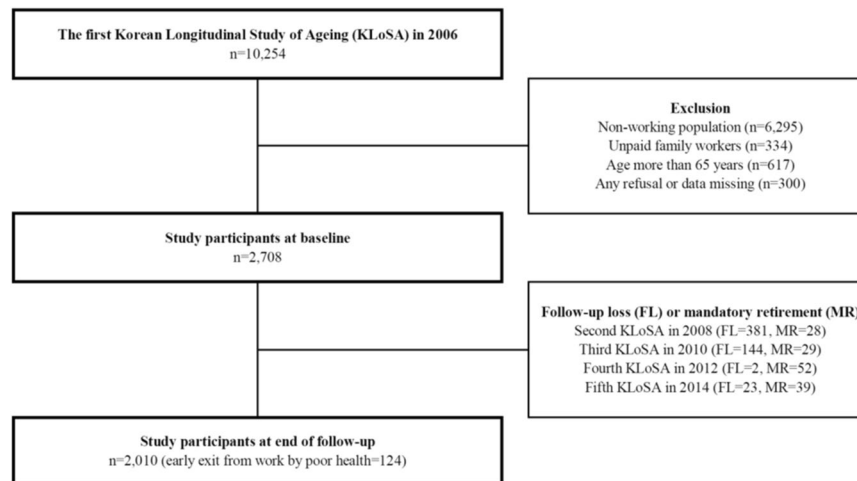 The first Korean Longitudinal Study of Ageing (KLoSA) in 2006
n=10,254
Exclusion
Non-working population (n=6,295)
Unpaid family workers (n=334)
Age more than 65 years (n=617)
Any refusal or data missing (n=300)
Study participants at baseline
n=2,708
Follow-up loss (FL) or mandatory retirement (MR)
Second KLoSA in 2008 (FL=381, MR=28)
Third KLoSA in 2010 (FL=144, MR=29)
Fourth KLoSA in 2012 (FL=2, MR=52)
Fifth KLoSA in 2014 (FL=23, MR=39)
Study participants at end of follow-up
n=2,010 (early exit from work by poor health=124)